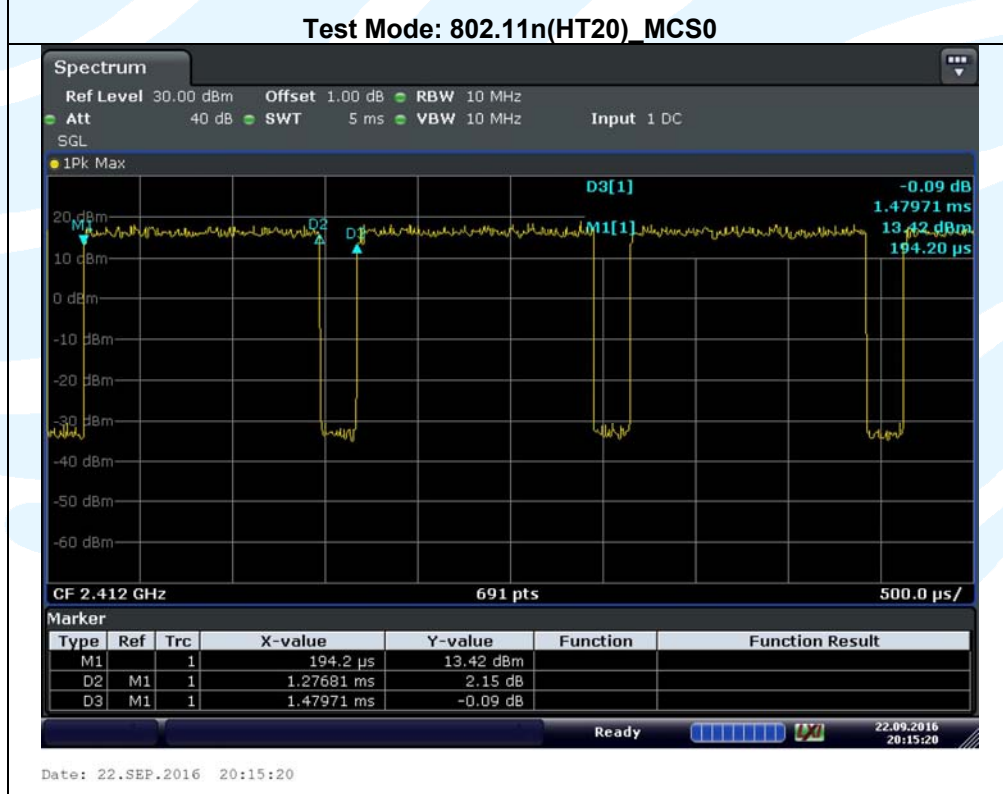 Test Mode: 802.11n(HT20)_MCS0
Spectrum
Ref Level 30.00 dBm Offset 1.00 dB RBW 10 MHz
Att 40 dB SWT 5 ms VBW 10 MHz Input 1 DC
SGL
1Pk Max
D3[1] -0.09 dB
1.47971 ms
20 dBm
M1 D2 D3 M1[1] 13.42 dBm
194.20 µs
10 dBm
0 dBm
-10 dBm
-20 dBm
-30 dBm
-40 dBm
-50 dBm
-60 dBm
CF 2.412 GHz 691 pts 500.0 µs/
Marker
Type Ref Trc X-value Y-value Function Function Result
M1 1 194.2 µs 13.42 dBm
D2 M1 1 1.27681 ms 2.15 dB
D3 M1 1 1.47971 ms -0.09 dB
Ready LXI 22.09.2016
20:15:20
Date: 22.SEP.2016 20:15:20